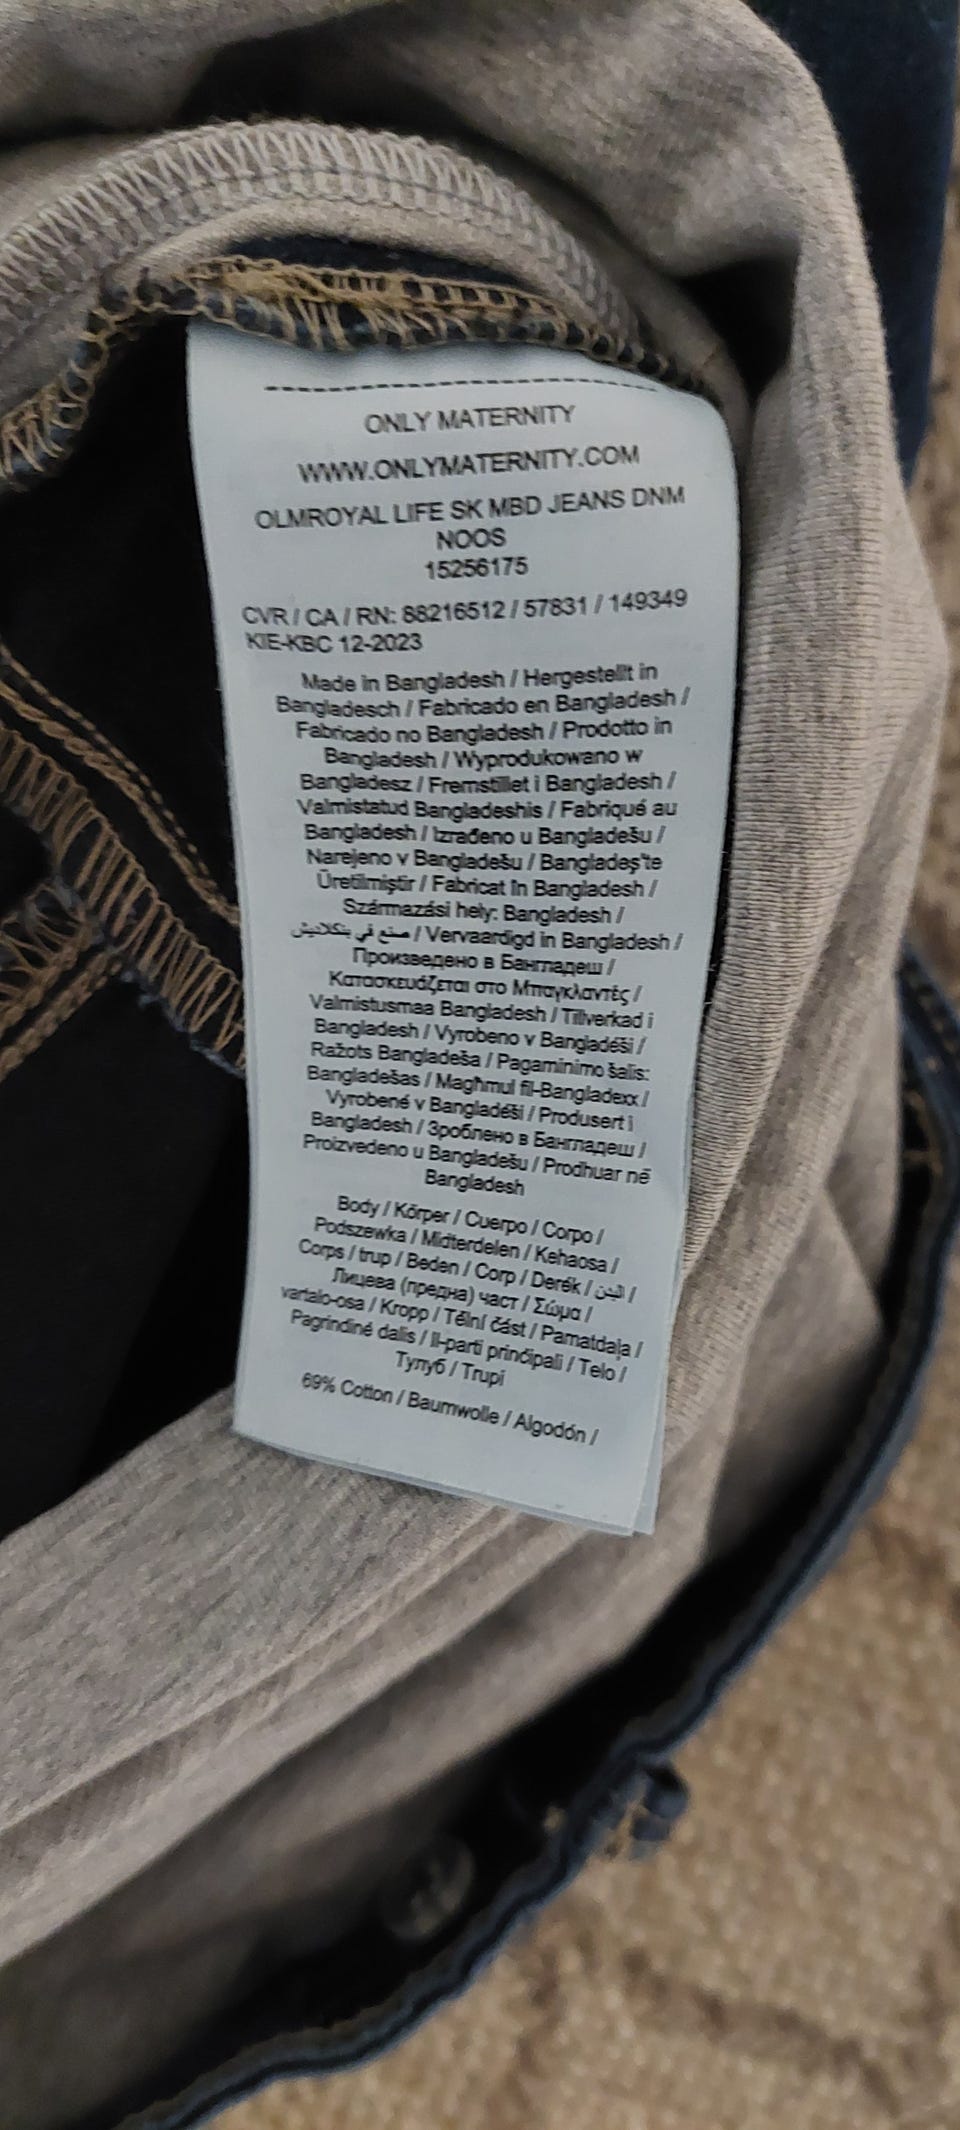 ONLY MATERNITY
WWW.ONLYMATERNITY.COM
OLMROYAL LIFE SK MBD JEANS DNM
NOOS
15256175
CVR / CA / RN: 88216512 / 57831 / 149349
KIE-KBC 12-2023
Made in Bangladesh / Hergestellt in
Bangladesch / Fabricado en Bangladesh /
Fabricado no Bangladesh / Prodotto in
Bangladesh / Wyprodukowano w
Bangladesz / Fremstillet i Bangladesh /
Valmistatud Bangladeshis / Fabriqué au
Bangladesh / Izrađeno u Bangladešu /
Narejeno v Bangladešu / Bangladeş'te
Üretilmiştir / Fabricat în Bangladesh /
Származási hely: Bangladesh /
صنع في بنكلاديش / Vervaardigd in Bangladesh /
Произведено в Бангладеш /
Κατασκευάζεται στο Μπαγκλαντές /
Valmistusmaa Bangladesh / Tillverkad i
Bangladesh / Vyrobeno v Bangladéši /
Ražots Bangladeša / Pagaminimo šalis:
Bangladešas / Magħmul fil-Bangladexx /
Vyrobené v Bangladéši / Produsert i
Bangladesh / Зроблено в Бангладеш /
Proizvedeno u Bangladešu / Prodhuar në
Bangladesh
Body / Körper / Cuerpo / Corpo /
Podszewka / Midterdelen / Kehaosa /
Corps / trup / Beden / Corp / Derék / البدن /
Лицева (предна) част / Σώμα /
vartalo-osa / Kropp / Tělní část / Pamatdaļa /
Pagrindinė dalis / Il-parti prinċipali / Telo /
Тулуб / Trupi
69% Cotton / Baumwolle / Algodón /